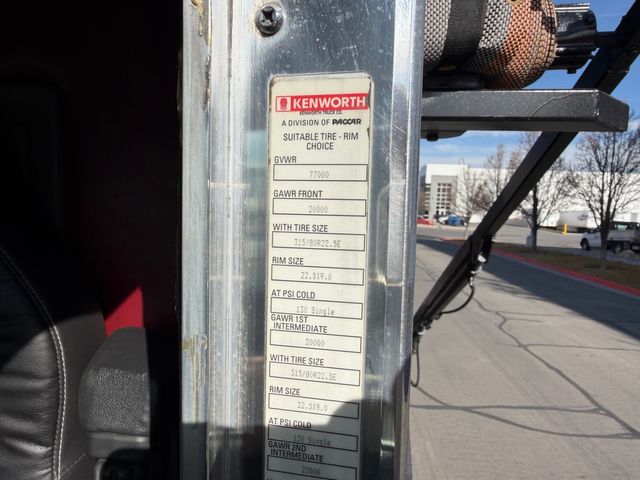 KENWORTH
KENWORTH TRUCK CO.
A DIVISION OF PACCAR
SUITABLE TIRE - RIM
CHOICE
GVWR
77000
GAWR FRONT
20000
WITH TIRE SIZE
315/80R22.5E
RIM SIZE
22.5X9.0
AT PSI COLD
130 Single
GAWR 1ST
INTERMEDIATE
20000
WITH TIRE SIZE
315/80R22.5E
RIM SIZE
22.5X9.0
AT PSI COLD
130 Single
GAWR 2ND
INTERMEDIATE
23000